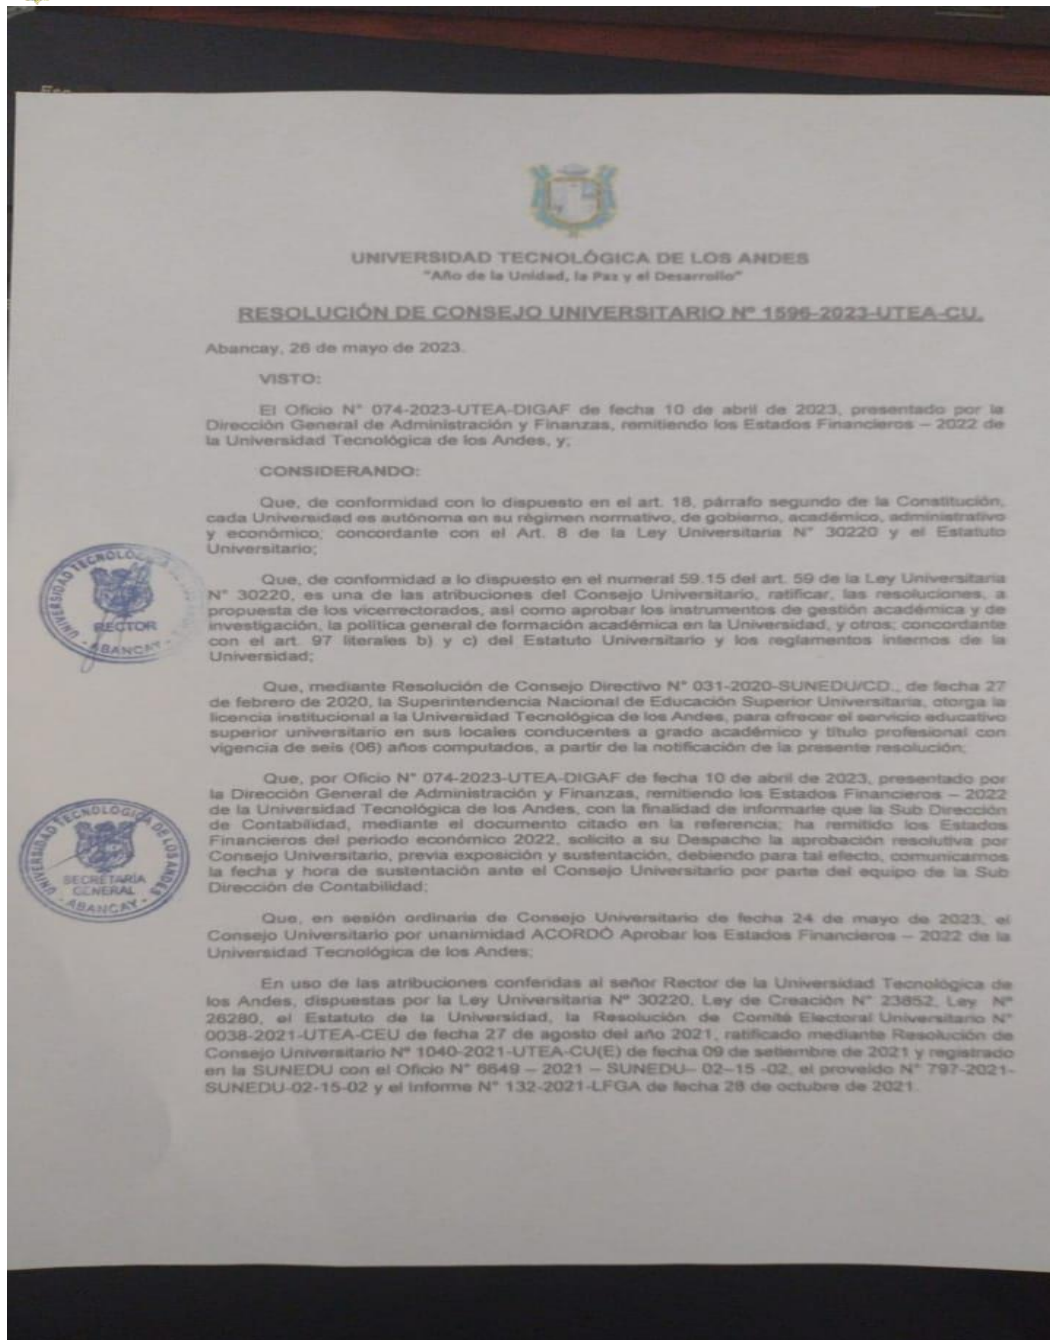 UNIVERSIDAD TECNOLÓGICA DE LOS ANDES
"Año de la Unidad, la Paz y el Desarrollo"
RESOLUCIÓN DE CONSEJO UNIVERSITARIO Nº 1596-2023-UTEA-CU.
Abancay, 26 de mayo de 2023.
VISTO:
El Oficio N° 074-2023-UTEA-DIGAF de fecha 10 de abril de 2023, presentado por la
Dirección General de Administración y Finanzas, remitiendo los Estados Financieros – 2022 de
la Universidad Tecnológica de los Andes, y;
CONSIDERANDO:
Que, de conformidad con lo dispuesto en el art. 18, párrafo segundo de la Constitución,
cada Universidad es autónoma en su régimen normativo, de gobierno, académico, administrativo
y económico; concordante con el Art. 8 de la Ley Universitaria N° 30220 y el Estatuto
Universitario;
Que, de conformidad a lo dispuesto en el numeral 59.15 del art. 59 de la Ley Universitaria
N° 30220, es una de las atribuciones del Consejo Universitario, ratificar, las resoluciones, a
propuesta de los vicerrectorados, así como aprobar los instrumentos de gestión académica y de
investigación, la política general de formación académica en la Universidad, y otros; concordante
con el art. 97 literales b) y c) del Estatuto Universitario y los reglamentos internos de la
Universidad;
UNIVERSIDAD TECNOLÓGICA
RECTOR
- ABANCAY -
Que, mediante Resolución de Consejo Directivo N° 031-2020-SUNEDU/CD., de fecha 27
de febrero de 2020, la Superintendencia Nacional de Educación Superior Universitaria, otorga la
licencia institucional a la Universidad Tecnológica de los Andes, para ofrecer el servicio educativo
superior universitario en sus locales conducentes a grado académico y título profesional con
vigencia de seis (06) años computados, a partir de la notificación de la presente resolución;
Que, por Oficio N° 074-2023-UTEA-DIGAF de fecha 10 de abril de 2023, presentado por
la Dirección General de Administración y Finanzas, remitiendo los Estados Financieros – 2022
de la Universidad Tecnológica de los Andes, con la finalidad de informarle que la Sub Dirección
de Contabilidad, mediante el documento citado en la referencia; ha remitido los Estados
Financieros del periodo económico 2022, solicito a su Despacho la aprobación resolutiva por
Consejo Universitario, previa exposición y sustentación, debiendo para tal efecto, comunicarnos
la fecha y hora de sustentación ante el Consejo Universitario por parte del equipo de la Sub
Dirección de Contabilidad;
UNIVERSIDAD TECNOLÓGICA DE LOS ANDES
SECRETARÍA
GENERAL
- ABANCAY -
Que, en sesión ordinaria de Consejo Universitario de fecha 24 de mayo de 2023, el
Consejo Universitario por unanimidad ACORDÓ Aprobar los Estados Financieros – 2022 de la
Universidad Tecnológica de los Andes;
En uso de las atribuciones conferidas al señor Rector de la Universidad Tecnológica de
los Andes, dispuestas por la Ley Universitaria Nº 30220, Ley de Creación N° 23852, Ley Nº
26280, el Estatuto de la Universidad, la Resolución de Comité Electoral Universitario N°
0038-2021-UTEA-CEU de fecha 27 de agosto del año 2021, ratificado mediante Resolución de
Consejo Universitario Nº 1040-2021-UTEA-CU(E) de fecha 09 de setiembre de 2021 y registrado
en la SUNEDU con el Oficio N° 6649 – 2021 – SUNEDU– 02–15 -02, el proveído N° 797-2021-
SUNEDU-02-15-02 y el Informe N° 132-2021-LFGA de fecha 28 de octubre de 2021.